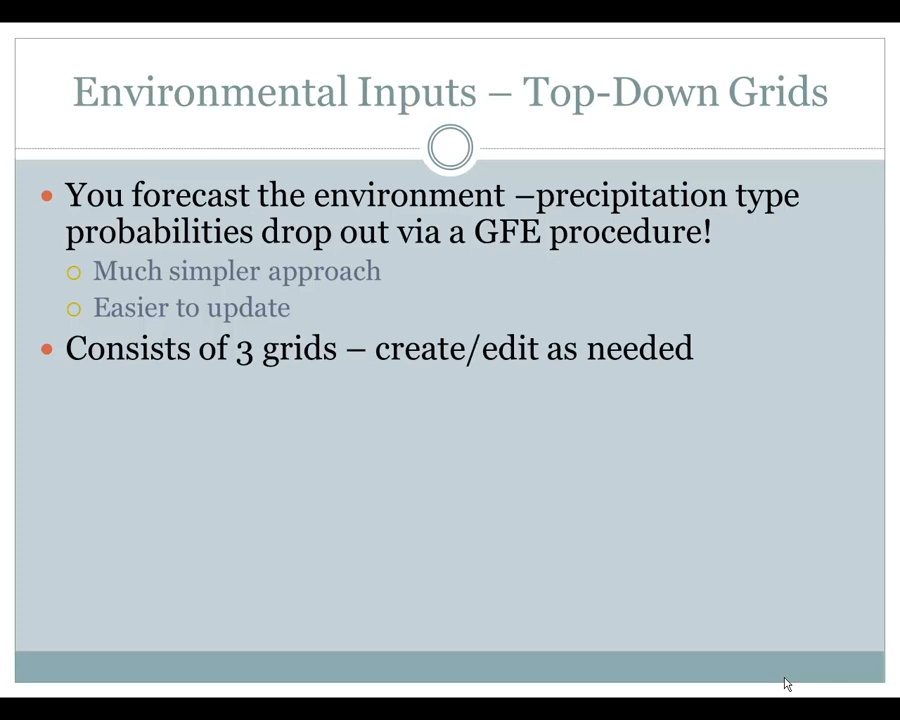 Environmental Inputs – Top-Down Grids
You forecast the environment –precipitation type
probabilities drop out via a GFE procedure!
Much simpler approach
Easier to update
Consists of 3 grids – create/edit as needed